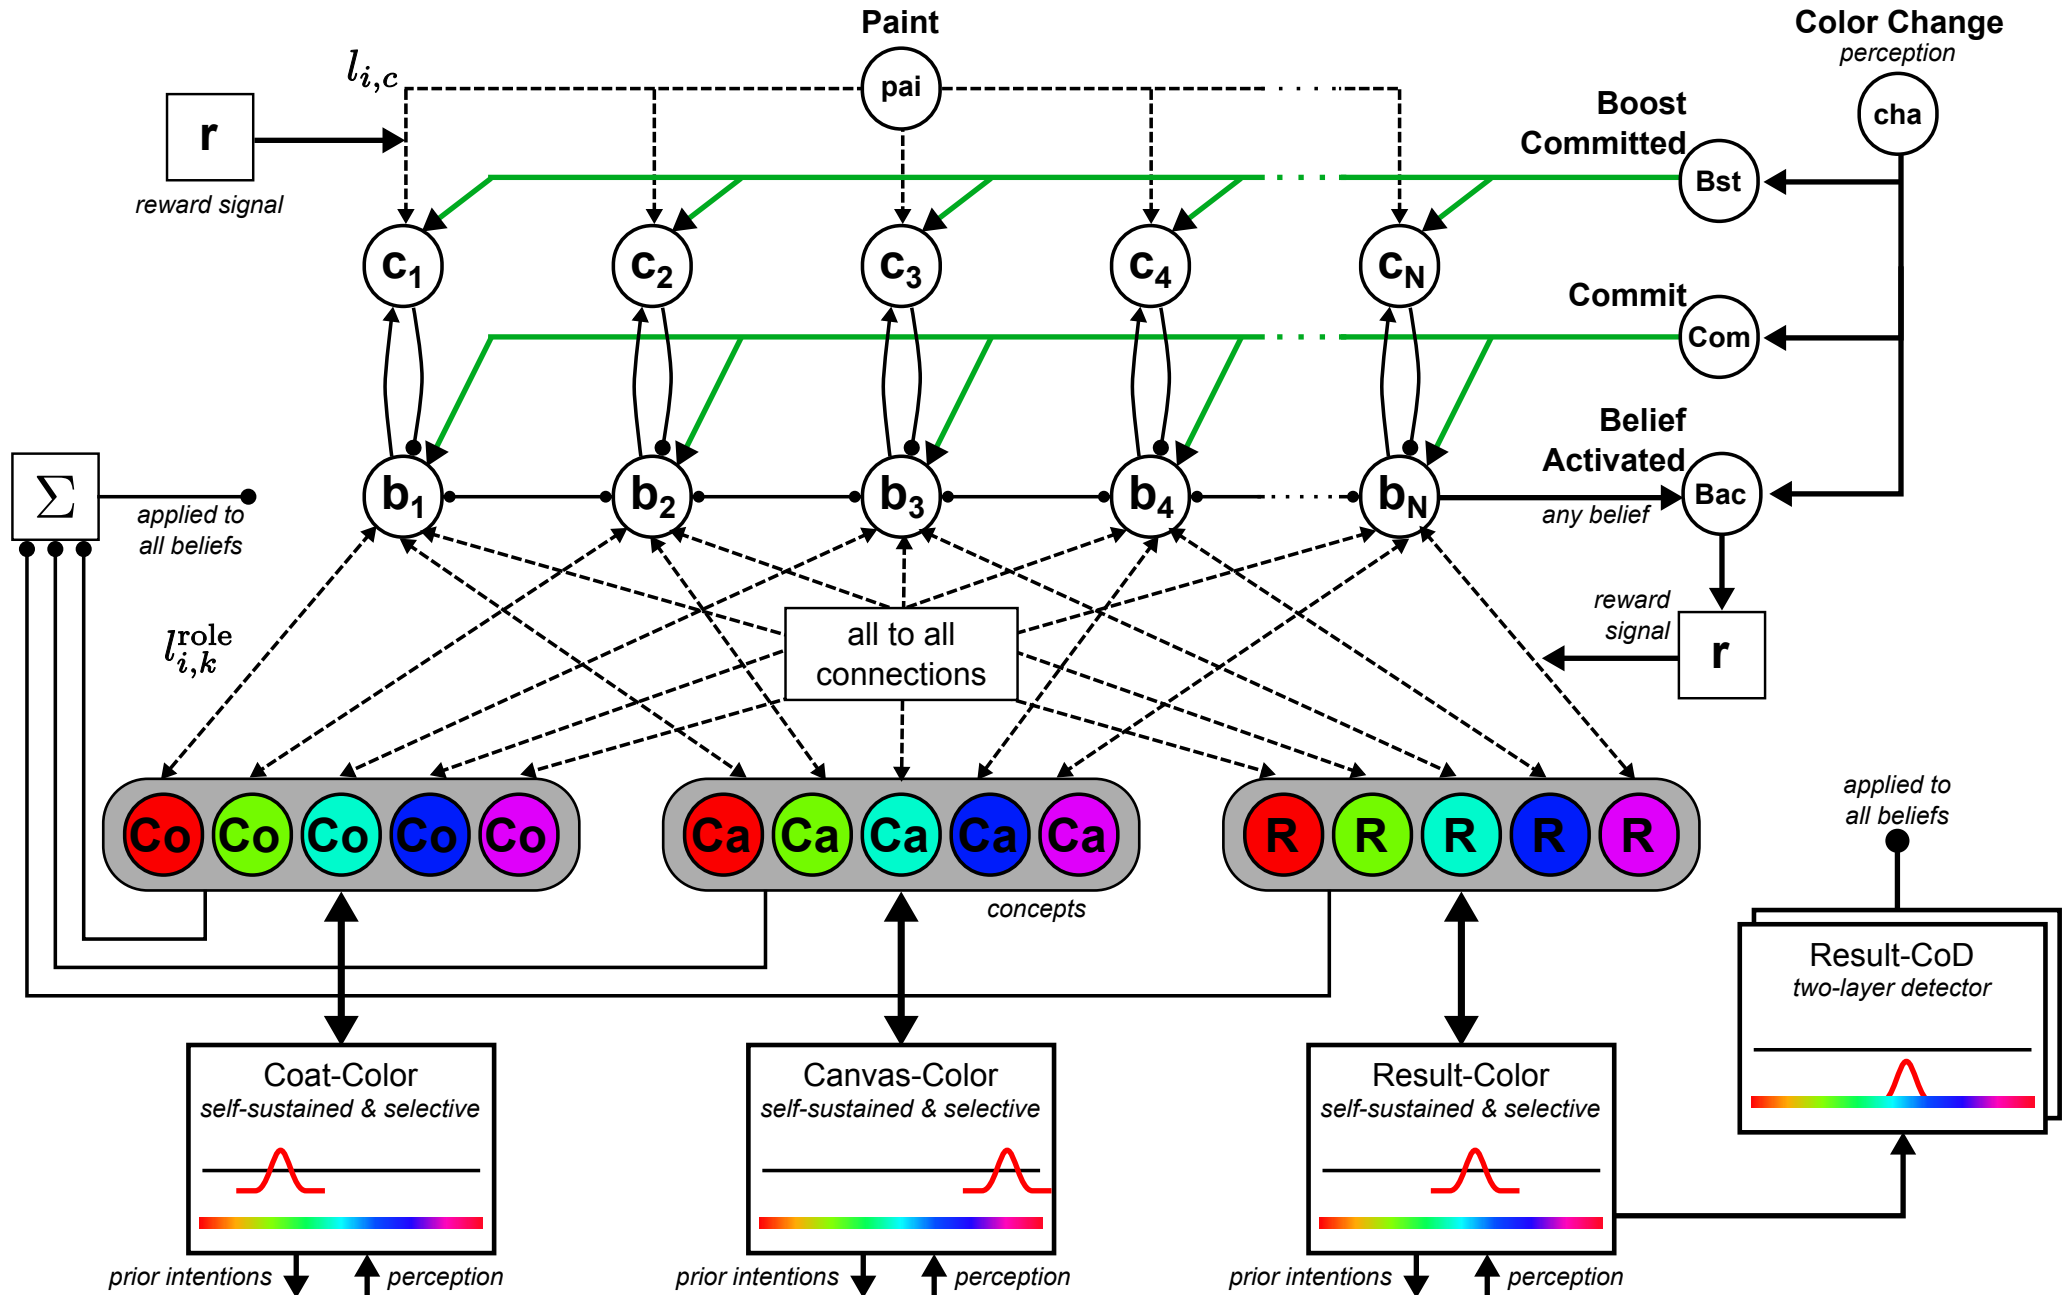 Paint
Color Change
perception
l_{i,c}
pai
r
reward signal
Boost
Committed
cha
Bst
c1
c2
c3
c4
cN
Commit
Com
Belief
Activated
Σ
applied to
all beliefs
b1
b2
b3
b4
bN
any belief
Bac
all to all
connections
l_{i,k}^{role}
reward
signal
r
Co
Co
Co
Co
Co
Ca
Ca
Ca
Ca
Ca
R
R
R
R
R
concepts
applied to
all beliefs
Result-CoD
two-layer detector
Coat-Color
self-sustained & selective
Canvas-Color
self-sustained & selective
Result-Color
self-sustained & selective
prior intentions
perception
prior intentions
perception
prior intentions
perception